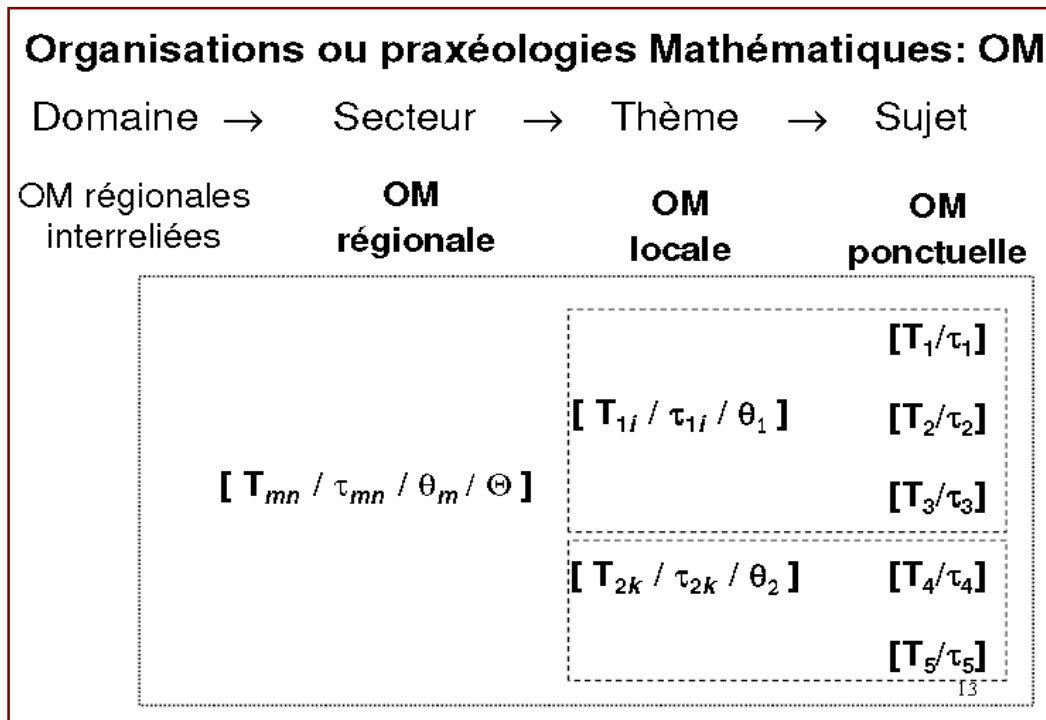 Organisations ou praxéologies Mathématiques: OM
Domaine → Secteur → Thème → Sujet
OM régionales interreliées
OM régionale
OM locale
OM ponctuelle
[T₁/τ₁]
[ T₁ᵢ / τ₁ᵢ / θ₁ ] [T₂/τ₂]
[T₃/τ₃]
[ Tₘₙ / τₘₙ / θₘ / Θ ]
[ T₂ₖ / τ₂ₖ / θ₂ ] [T₄/τ₄]
[T₅/τ₅]
13